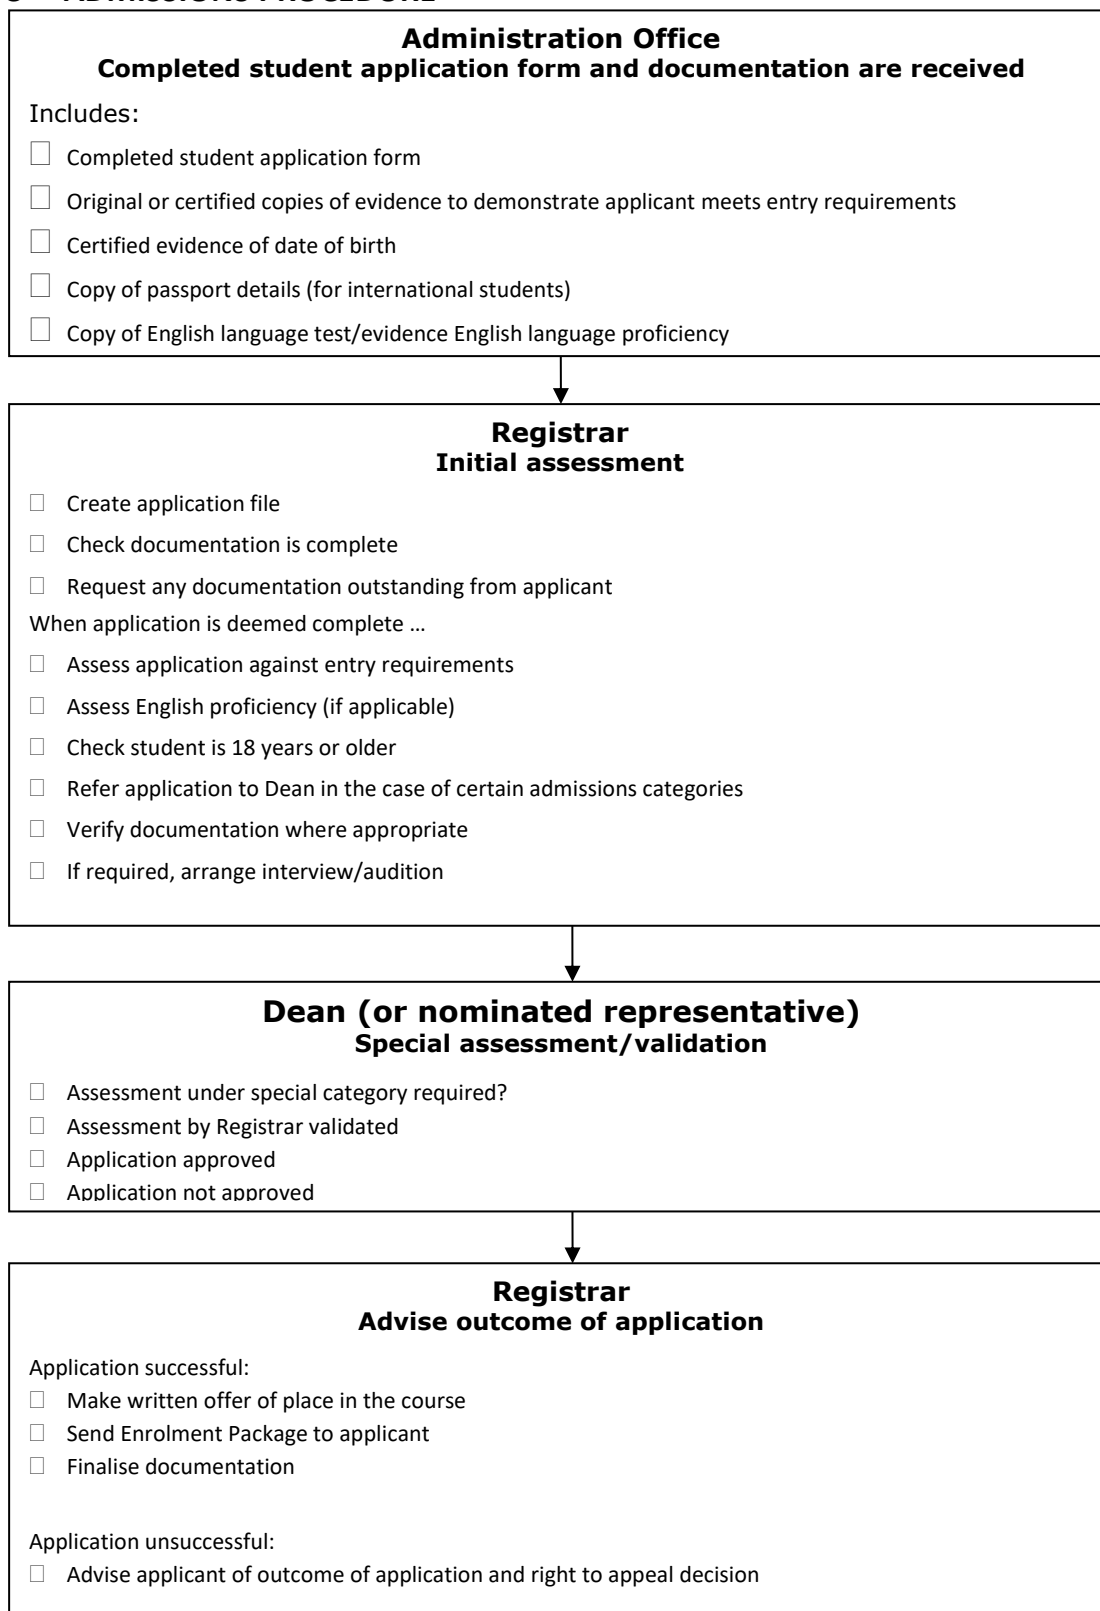 ADMISSIONS PROCEDURE
Administration Office
Completed student application form and documentation are received
Includes:
Completed student application form
Original or certified copies of evidence to demonstrate applicant meets entry requirements
Certified evidence of date of birth
Copy of passport details (for international students)
Copy of English language test/evidence English language proficiency
Registrar
Initial assessment
Create application file
Check documentation is complete
Request any documentation outstanding from applicant
When application is deemed complete …
Assess application against entry requirements
Assess English proficiency (if applicable)
Check student is 18 years or older
Refer application to Dean in the case of certain admissions categories
Verify documentation where appropriate
If required, arrange interview/audition
Dean (or nominated representative)
Special assessment/validation
Assessment under special category required?
Assessment by Registrar validated
Application approved
Application not approved
Registrar
Advise outcome of application
Application successful:
Make written offer of place in the course
Send Enrolment Package to applicant
Finalise documentation
Application unsuccessful:
Advise applicant of outcome of application and right to appeal decision